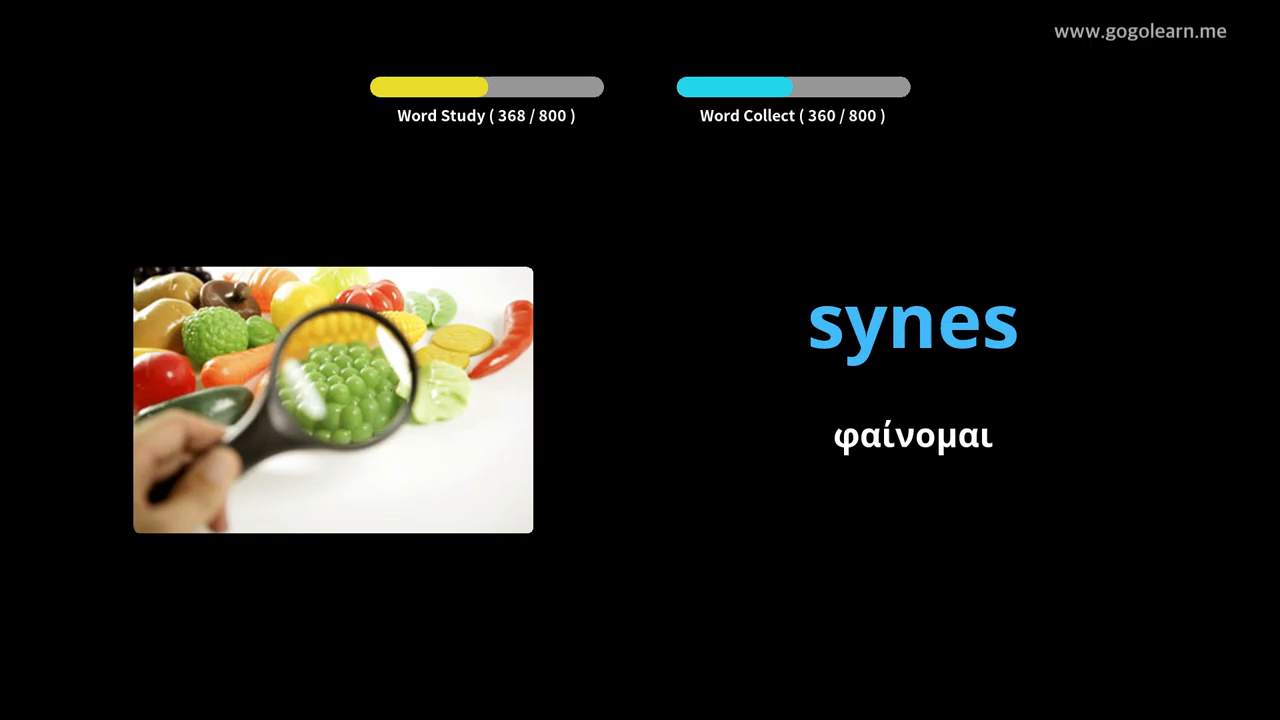 www.gogolearn.me
Word Study ( 368 / 800 )
Word Collect ( 360 / 800 )
synes
φαίνομαι